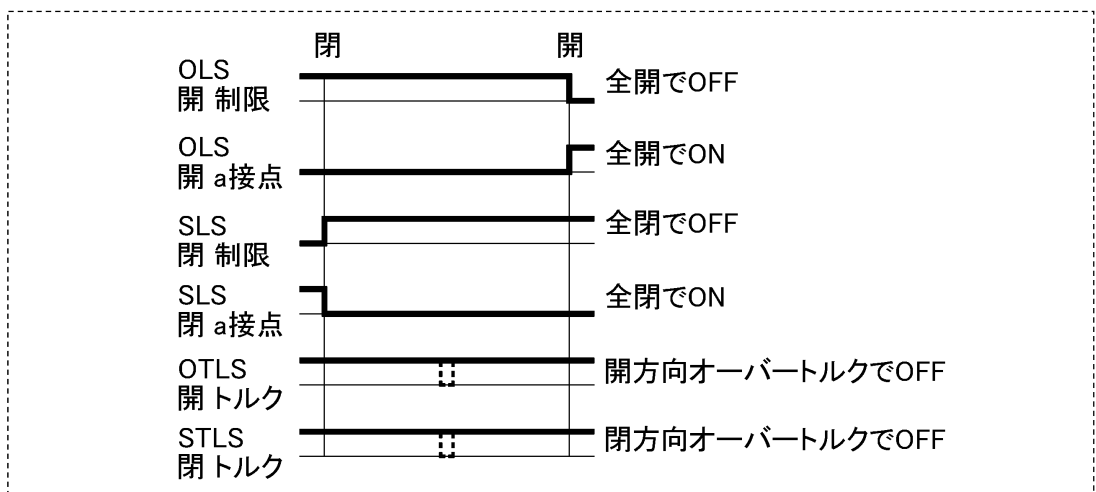 閉 開
OLS
開 制限
全開でOFF
OLS
開 a接点
全開でON
SLS
閉 制限
全閉でOFF
SLS
閉 a接点
全閉でON
OTLS
開 トルク
開方向オーバートルクでOFF
STLS
閉 トルク
閉方向オーバートルクでOFF